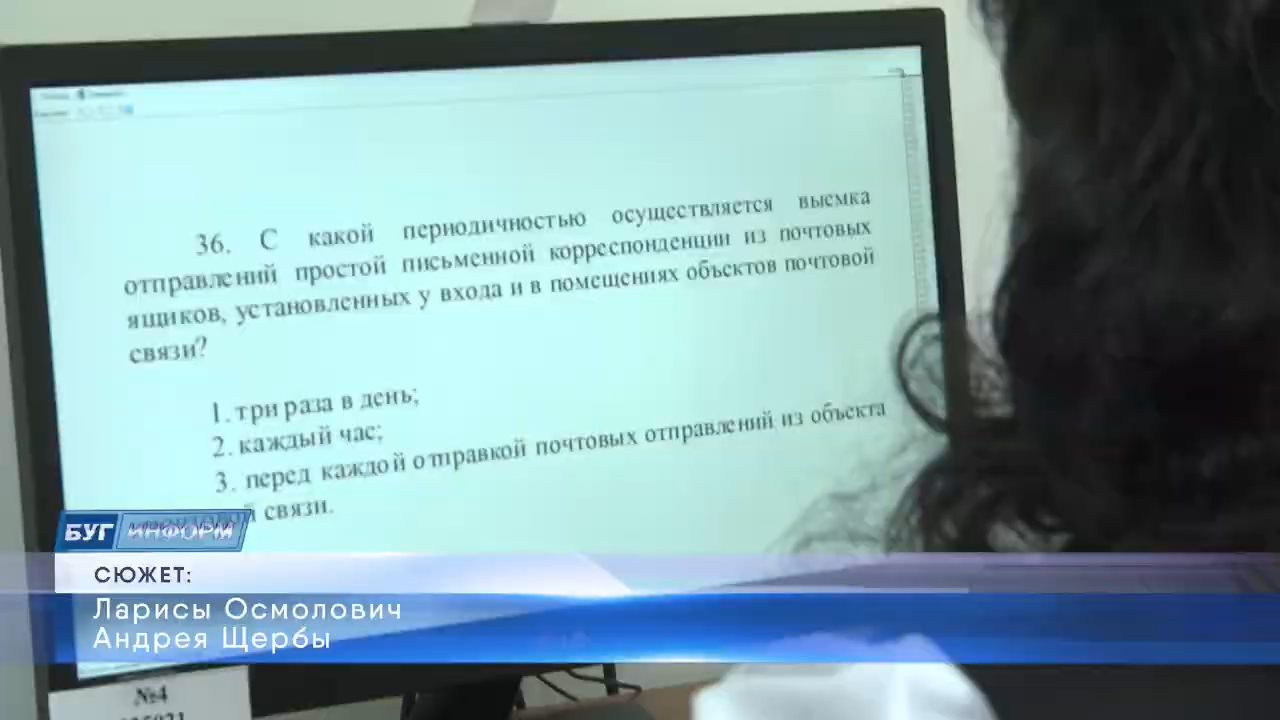 36. С какой периодичностью осуществляется выемка
отправлений простой письменной корреспонденции из почтовых
ящиков, установленных у входа и в помещениях объектов почтовой
связи?
1. три раза в день;
2. каждый час;
3. перед каждой отправкой почтовых отправлений из объекта
связи.
БУГ ИНФОРМ
СЮЖЕТ:
Ларисы Осмолович
Андрея Щербы
№4